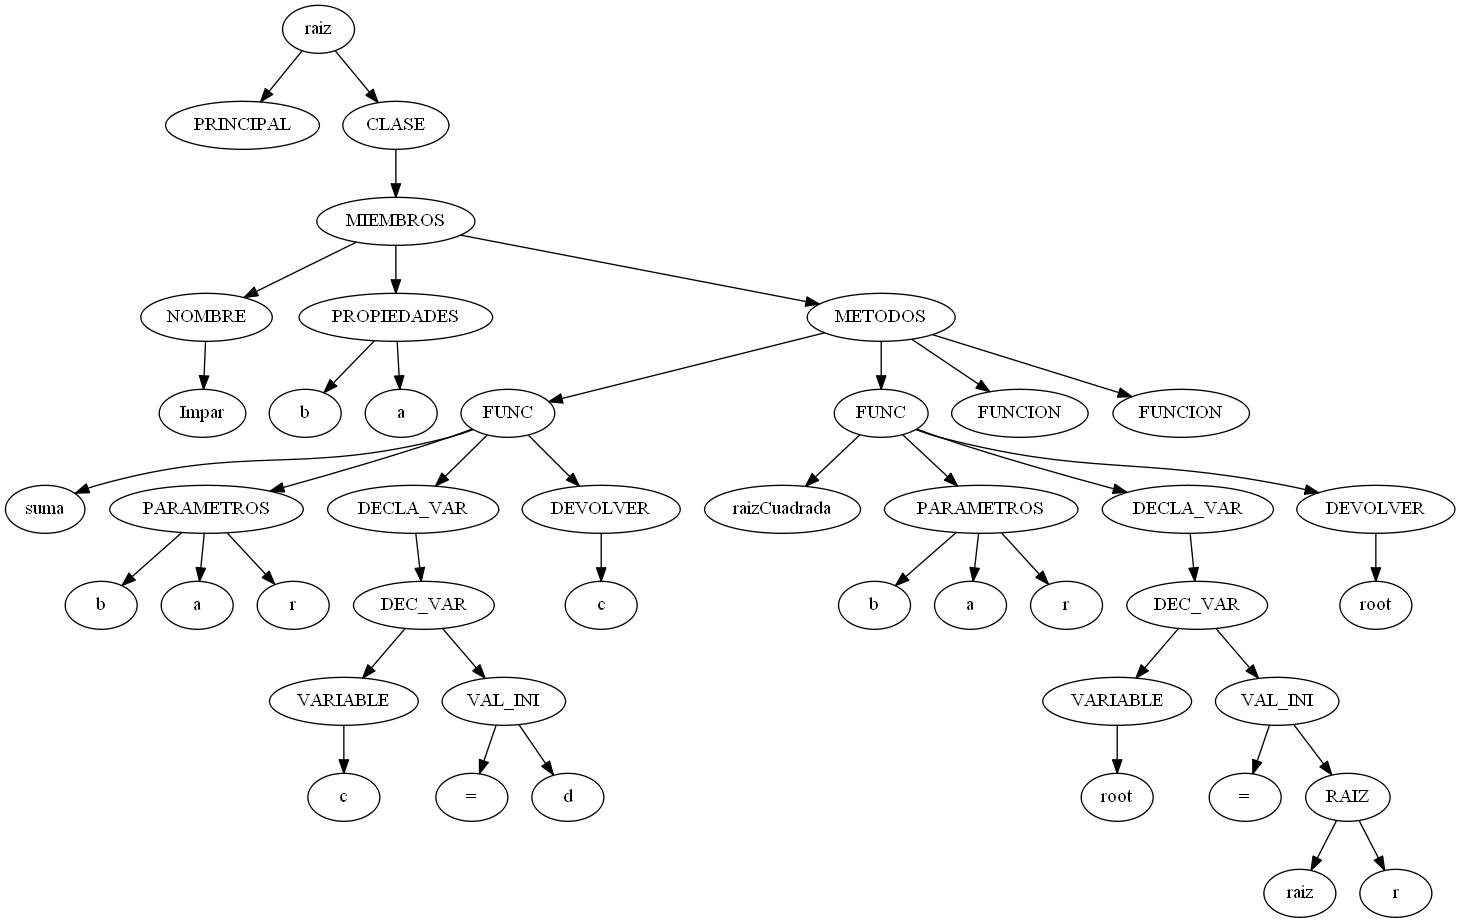 raiz
PRINCIPAL CLASE
MIEMBROS
NOMBRE PROPIEDADES METODOS
Impar b a FUNC FUNC FUNCION FUNCION
suma PARAMETROS DECLA_VAR DEVOLVER raizCuadrada PARAMETROS DECLA_VAR DEVOLVER
b a r DEC_VAR c b a r DEC_VAR root
VARIABLE VAL_INI VARIABLE VAL_INI
c = d root = RAIZ
raiz r